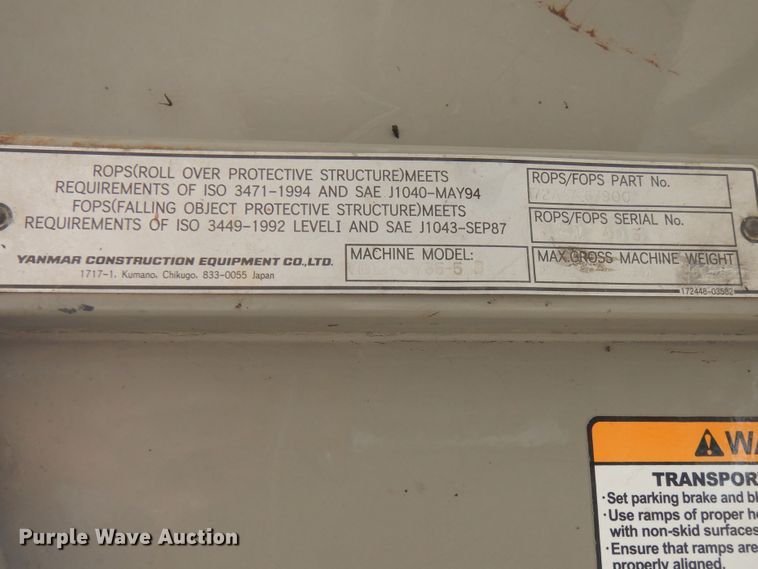 ROPS(ROLL OVER PROTECTIVE STRUCTURE)MEETS
REQUIREMENTS OF ISO 3471-1994 AND SAE J1040-MAY94
FOPS(FALLING OBJECT PROTECTIVE STRUCTURE)MEETS
REQUIREMENTS OF ISO 3449-1992 LEVELI AND SAE J1043-SEP87
YANMAR CONSTRUCTION EQUIPMENT CO.,LTD.
1717-1, Kumano, Chikugo, 833-0055 Japan
MACHINE MODEL:
ROPS/FOPS PART No.
ROPS/FOPS SERIAL No.
MAX.GROSS MACHINE WEIGHT
172448-03582
TRANSPOR
·Set parking brake and
·Use ramps of proper
with non-skid surfaces
·Ensure that ramps are
properly aligned.
Purple Wave Auction